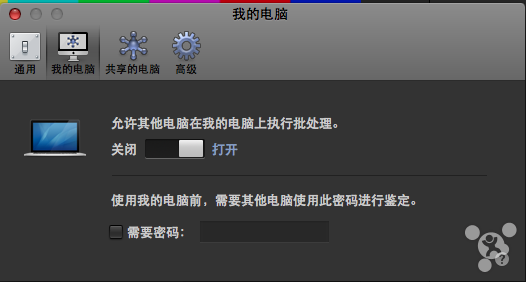 我的电脑
通用 我的电脑 共享的电脑 高级
允许其他电脑在我的电脑上执行批处理。
关闭 打开
使用我的电脑前，需要其他电脑使用此密码进行鉴定。
需要密码：
?